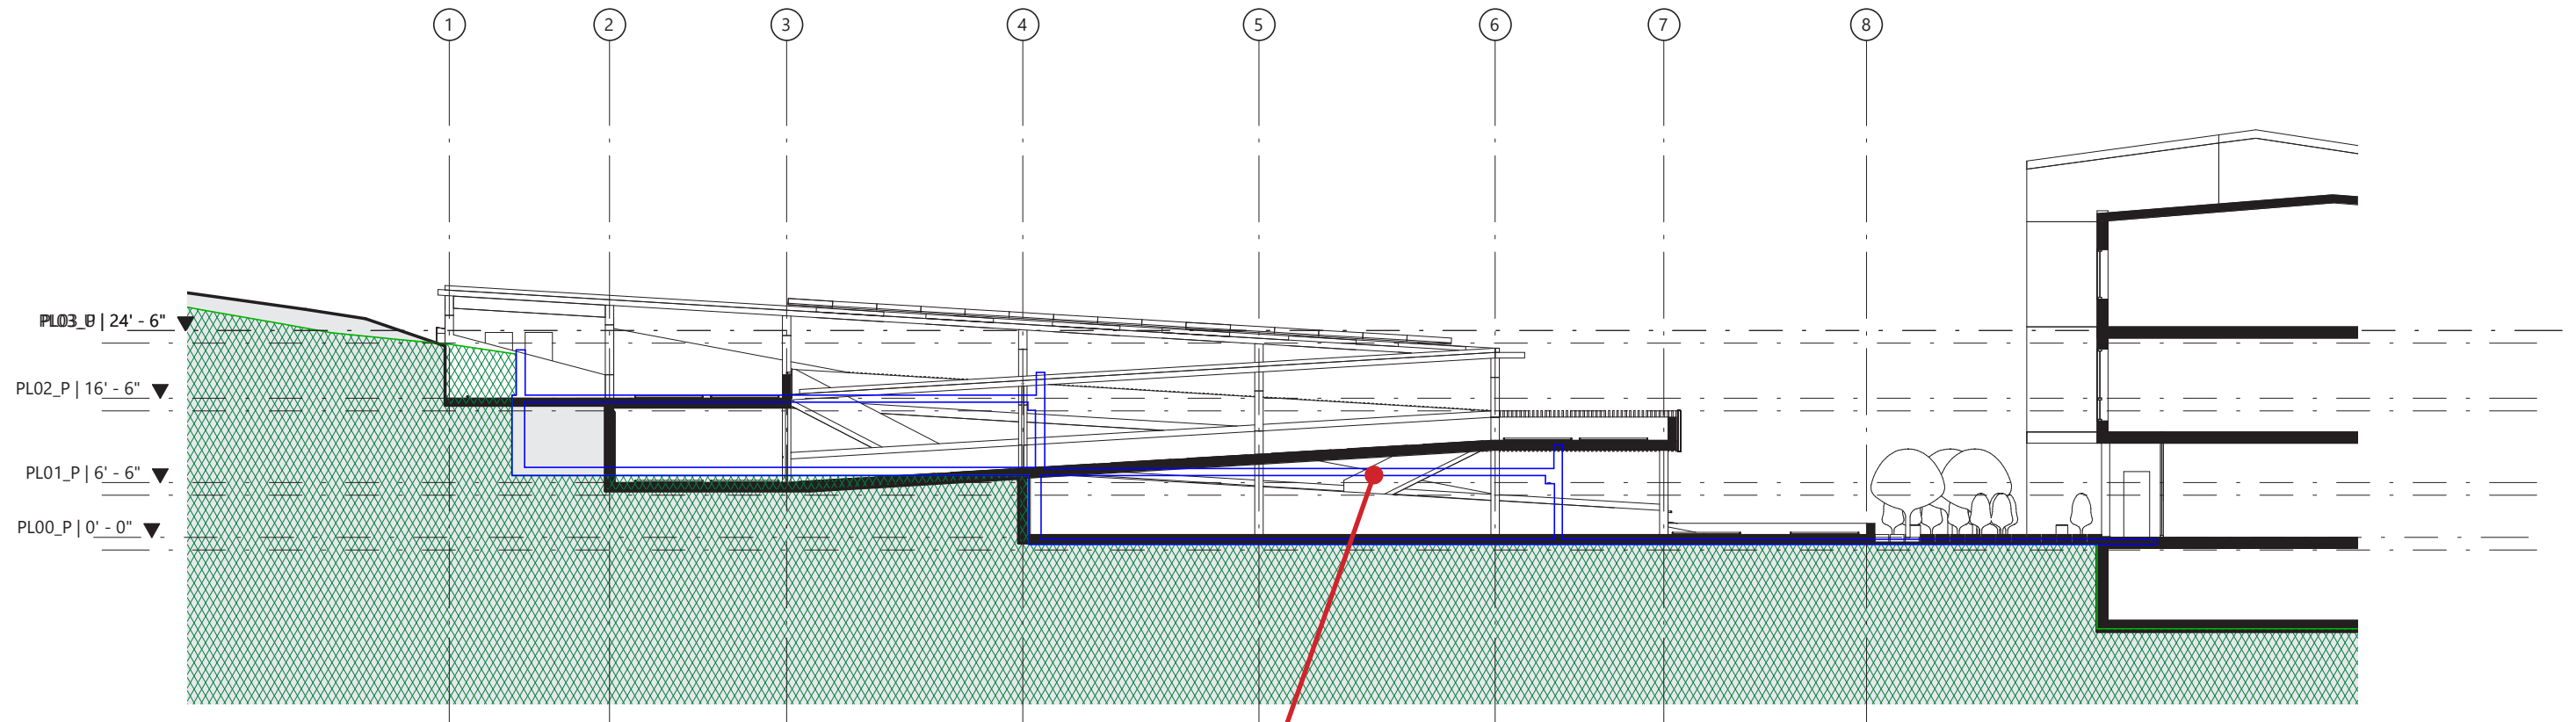 1 2 3 4 5 6 7 8
24' - 6"
PL02_P | 16' - 6"
PL01_P | 6' - 6"
PL00_P | 0' - 0"